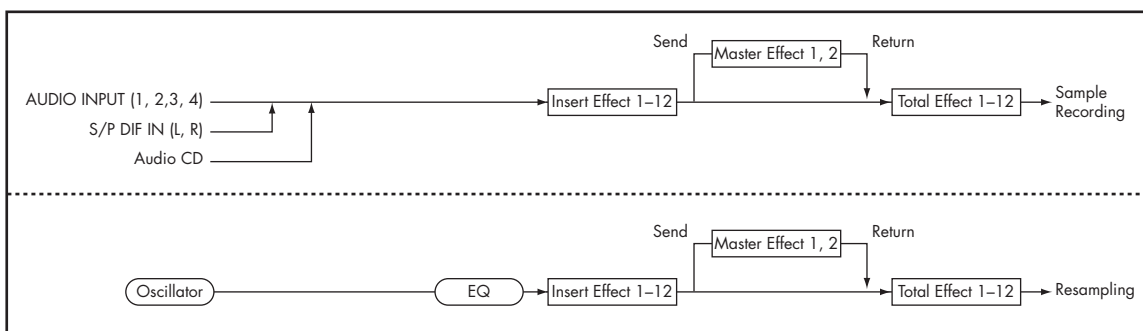 Send
Master Effect 1, 2
Return
AUDIO INPUT (1, 2,3, 4)
Insert Effect 1–12
Total Effect 1–12
Sample
Recording
S/P DIF IN (L, R)
Audio CD
Send
Master Effect 1, 2
Return
Oscillator
EQ
Insert Effect 1–12
Total Effect 1–12
Resampling